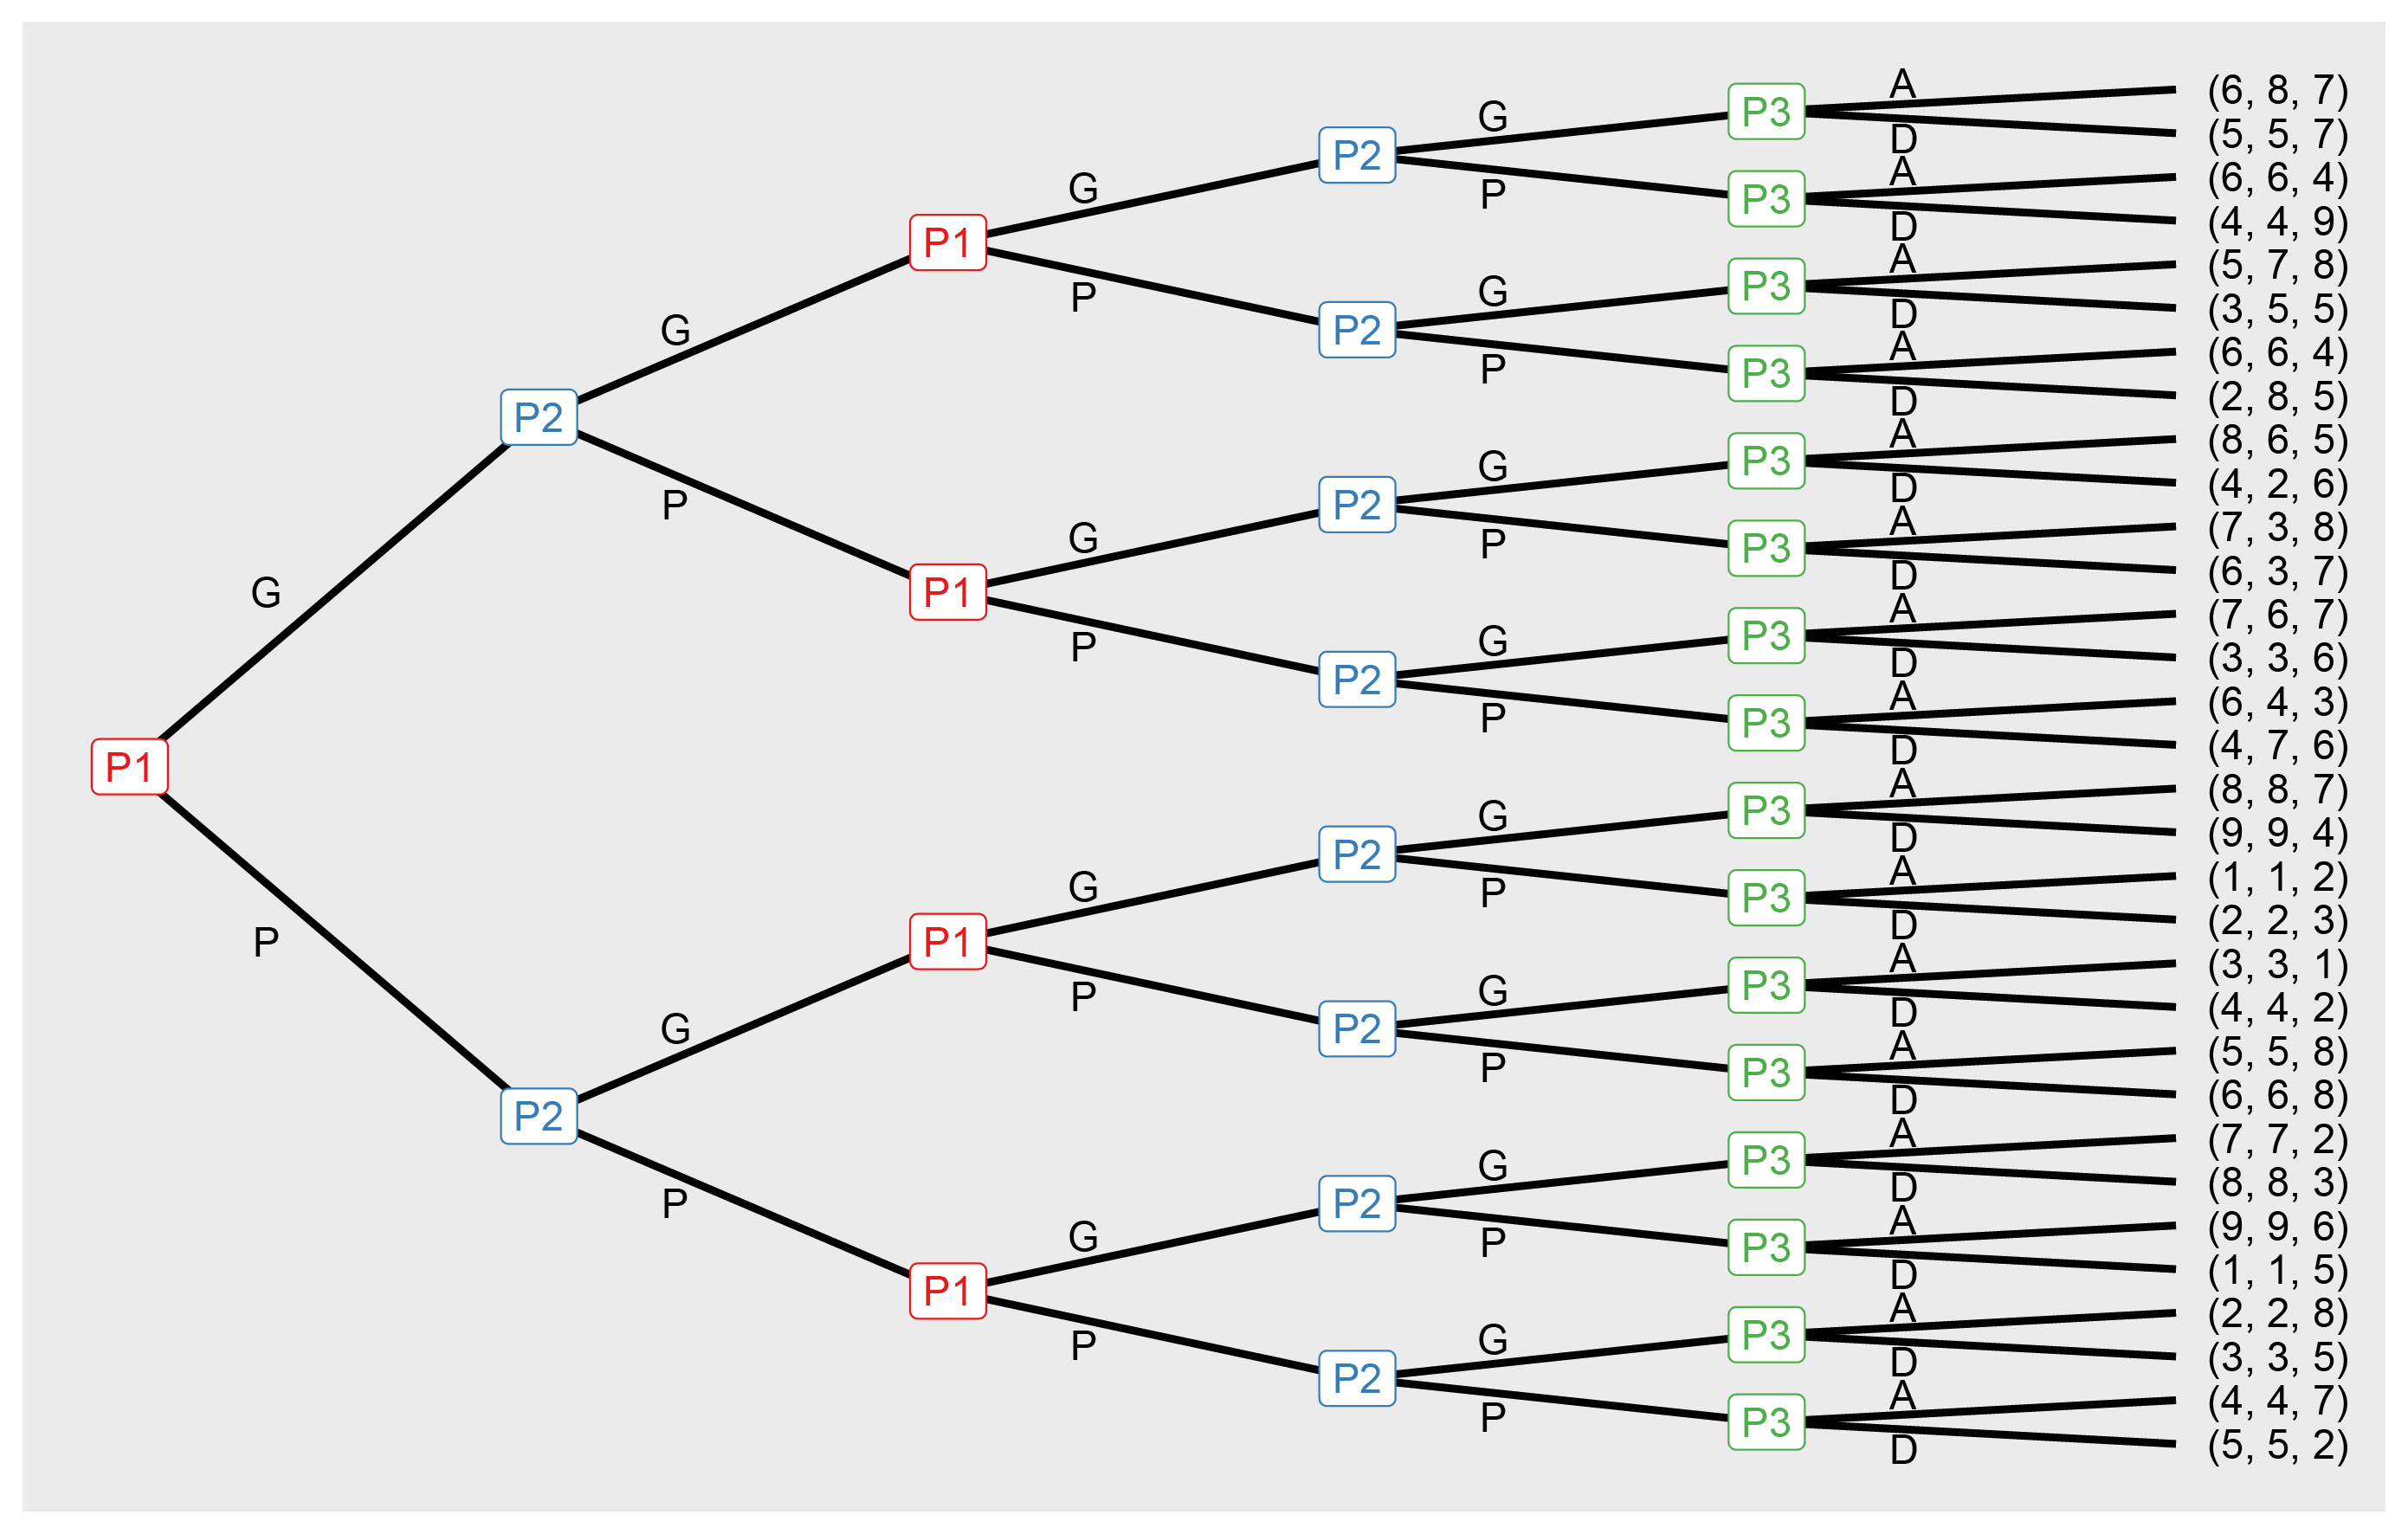 A
(6, 8, 7)
G
P3
D
(5, 5, 7)
P2
A
(6, 6, 4)
G
P
P3
D
(4, 4, 9)
P1
A
(5, 7, 8)
P
G
P3
D
(3, 5, 5)
G
P2
A
(6, 6, 4)
P
P3
D
(2, 8, 5)
P2
A
(8, 6, 5)
G
P3
D
(4, 2, 6)
P
P2
A
(7, 3, 8)
G
P
P3
D
(6, 3, 7)
G
P1
A
(7, 6, 7)
P
G
P3
D
(3, 3, 6)
P2
A
(6, 4, 3)
P
P3
D
(4, 7, 6)
P1
A
(8, 8, 7)
G
P3
D
(9, 9, 4)
P2
A
(1, 1, 2)
G
P
P3
D
(2, 2, 3)
P
P1
A
(3, 3, 1)
P
G
P3
D
(4, 4, 2)
G
P2
A
(5, 5, 8)
P
P3
D
(6, 6, 8)
P2
A
(7, 7, 2)
G
P3
D
(8, 8, 3)
P
P2
A
(9, 9, 6)
G
P
P3
D
(1, 1, 5)
P1
A
(2, 2, 8)
P
G
P3
D
(3, 3, 5)
P2
A
(4, 4, 7)
P
P3
D
(5, 5, 2)